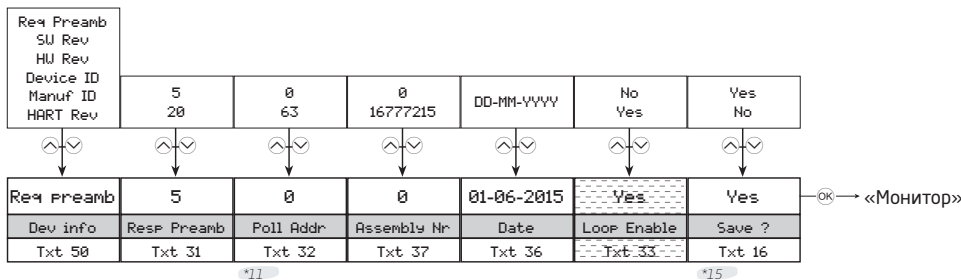 Req Preamb
SW Rev
HW Rev
Device ID
Manuf ID
HART Rev
5
20
0
63
0
16777215
DD-MM-YYYY
No
Yes
Yes
No
Req preamb 5 0 0 01-06-2015 Yes Yes OK «Монитор»
Dev info Resp Preamb Poll Addr Assembly Nr Date Loop Enable Save ?
Txt 50 Txt 31 Txt 32 Txt 37 Txt 36 Txt 33 Txt 16
*11 *15